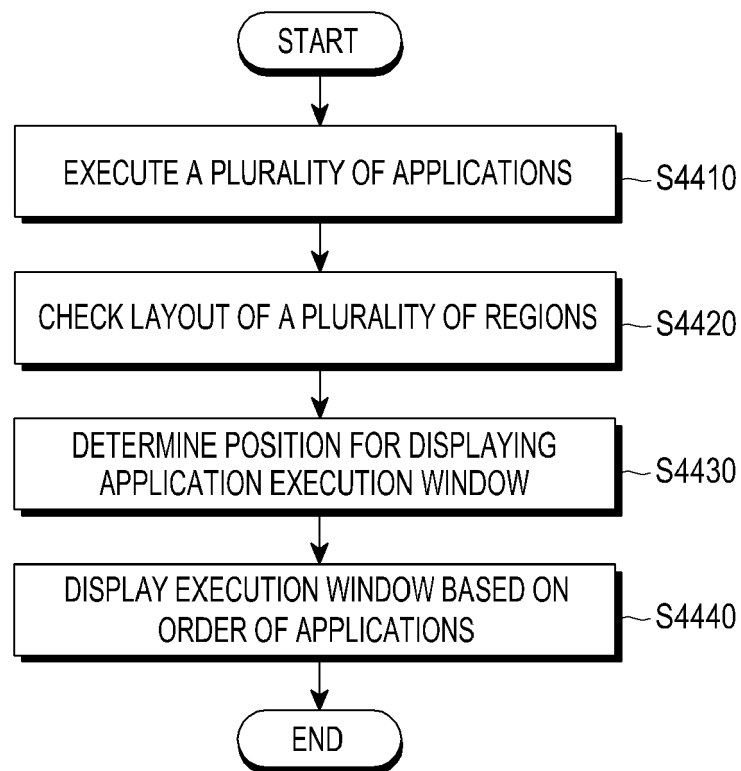 START
EXECUTE A PLURALITY OF APPLICATIONS
S4410
CHECK LAYOUT OF A PLURALITY OF REGIONS
S4420
DETERMINE POSITION FOR DISPLAYING
APPLICATION EXECUTION WINDOW
S4430
DISPLAY EXECUTION WINDOW BASED ON
ORDER OF APPLICATIONS
S4440
END